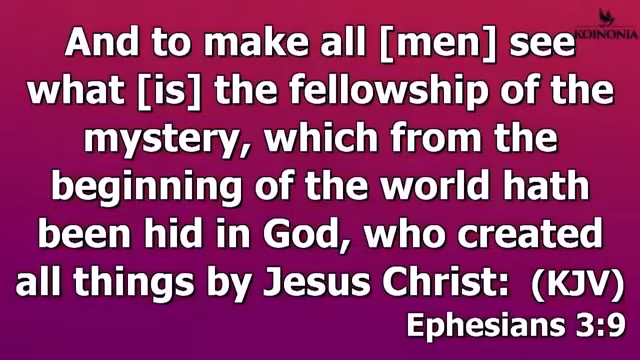 KOINONIA
And to make all [men] see
what [is] the fellowship of the
mystery, which from the
beginning of the world hath
been hid in God, who created
all things by Jesus Christ: (KJV)
Ephesians 3:9